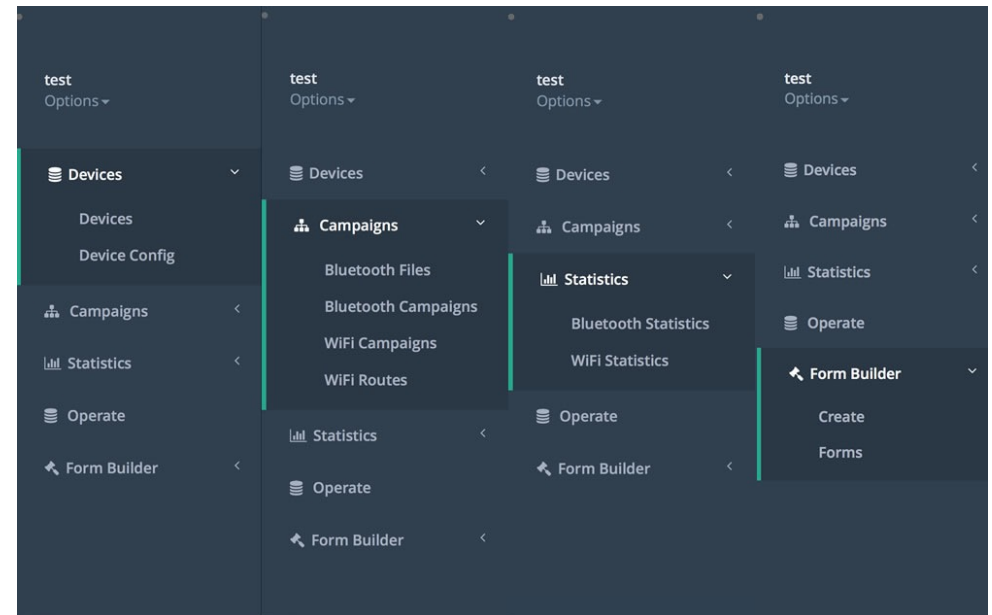 test
Options
Devices
Devices
Device Config
Campaigns
Statistics
Operate
Form Builder
test
Options
Devices
Campaigns
Bluetooth Files
Bluetooth Campaigns
WiFi Campaigns
WiFi Routes
Statistics
Operate
Form Builder
test
Options
Devices
Campaigns
Statistics
Bluetooth Statistics
WiFi Statistics
Operate
Form Builder
test
Options
Devices
Campaigns
Statistics
Operate
Form Builder
Create
Forms